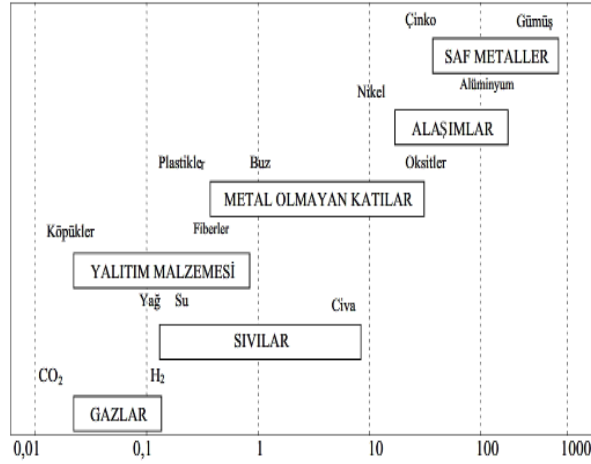 Çinko Gümüş
SAF METALLER
Alüminyum
Nikel
ALAŞIMLAR
Plastikler Buz Oksitler
METAL OLMAYAN KATILAR
Fiberler
Köpükler
YALITIM MALZEMESİ
Yağ Su Civa
SIVILAR
CO₂ H₂
GAZLAR
0,01 0,1 1 10 100 1000